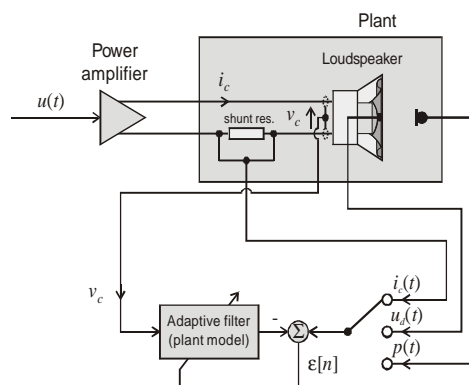 Plant
Power
amplifier
Loudspeaker
u(t)
i_c
shunt res.
v_c
v_c
i_c(t)
u_d(t)
p(t)
Adaptive filter
(plant model)
-
Σ
ε[n]